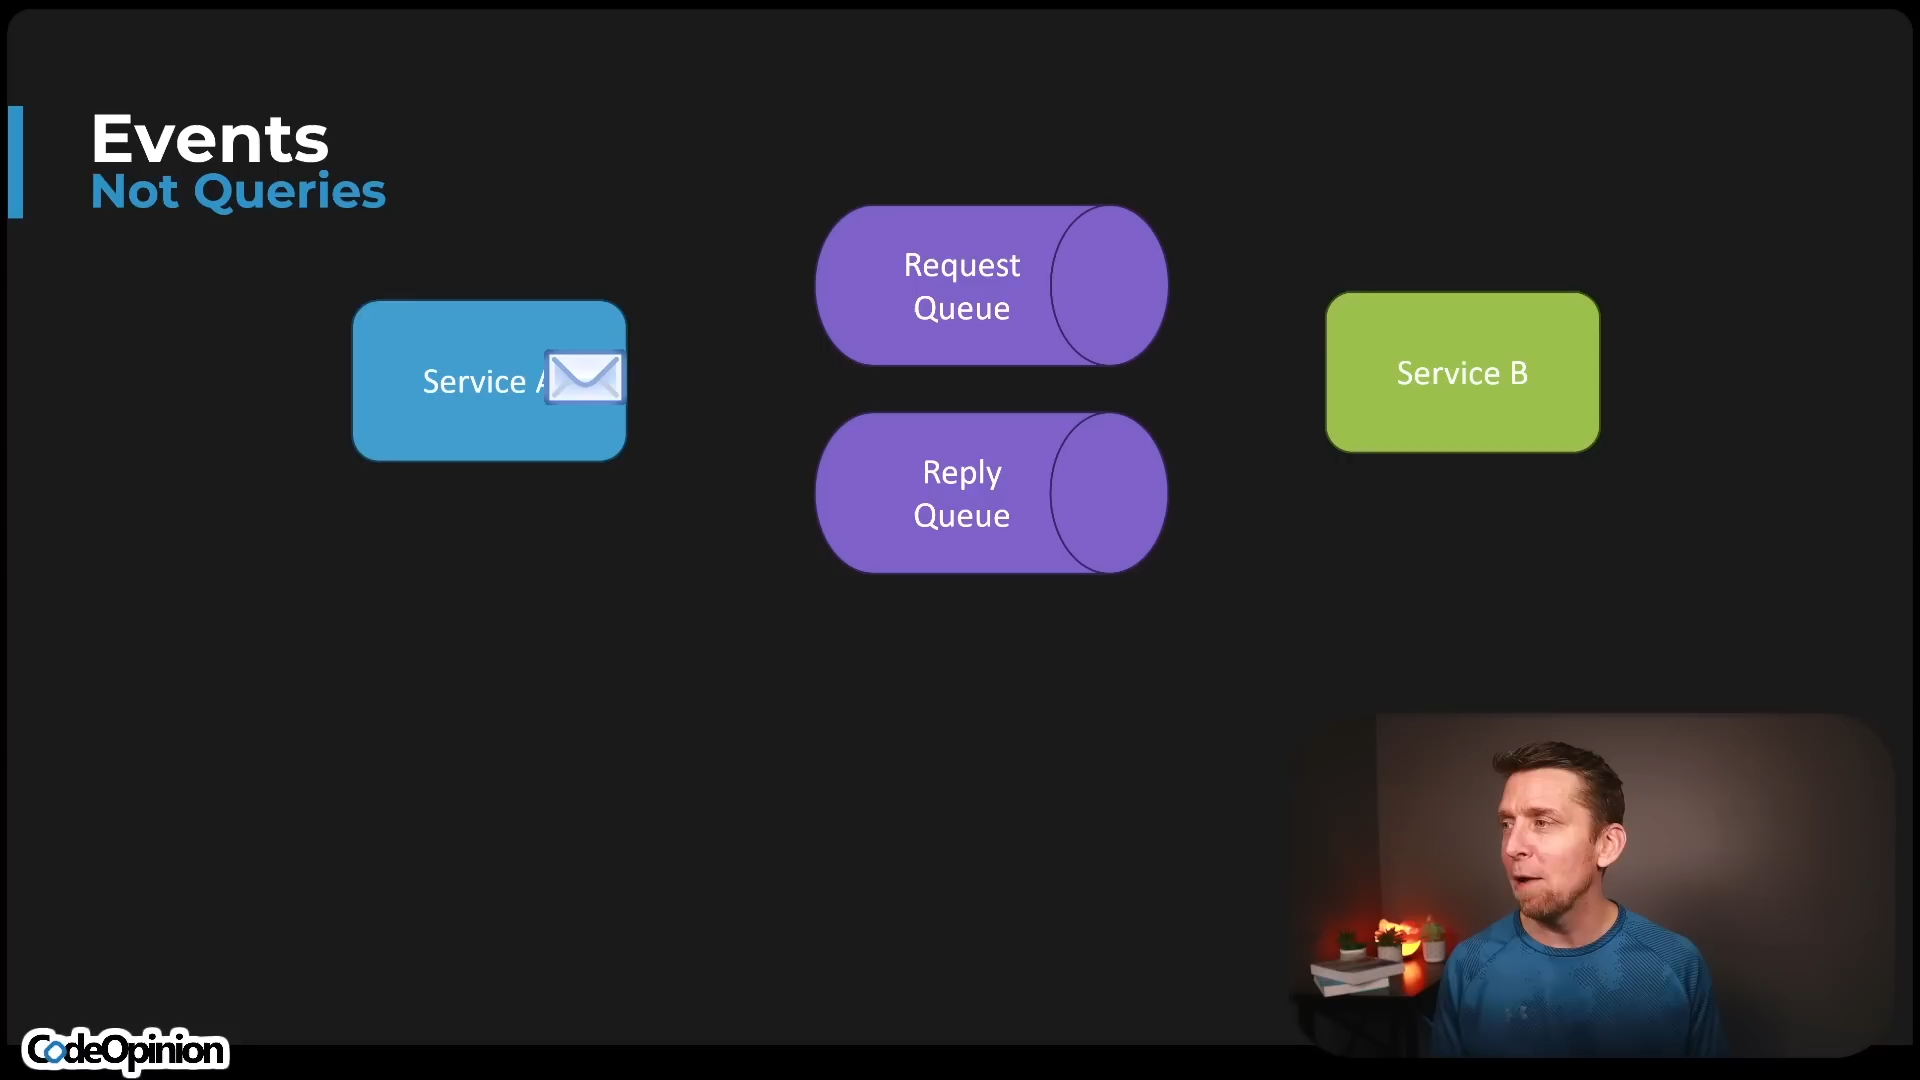 Events
Not Queries
Request
Queue
Service A
Service B
Reply
Queue
CodeOpinion